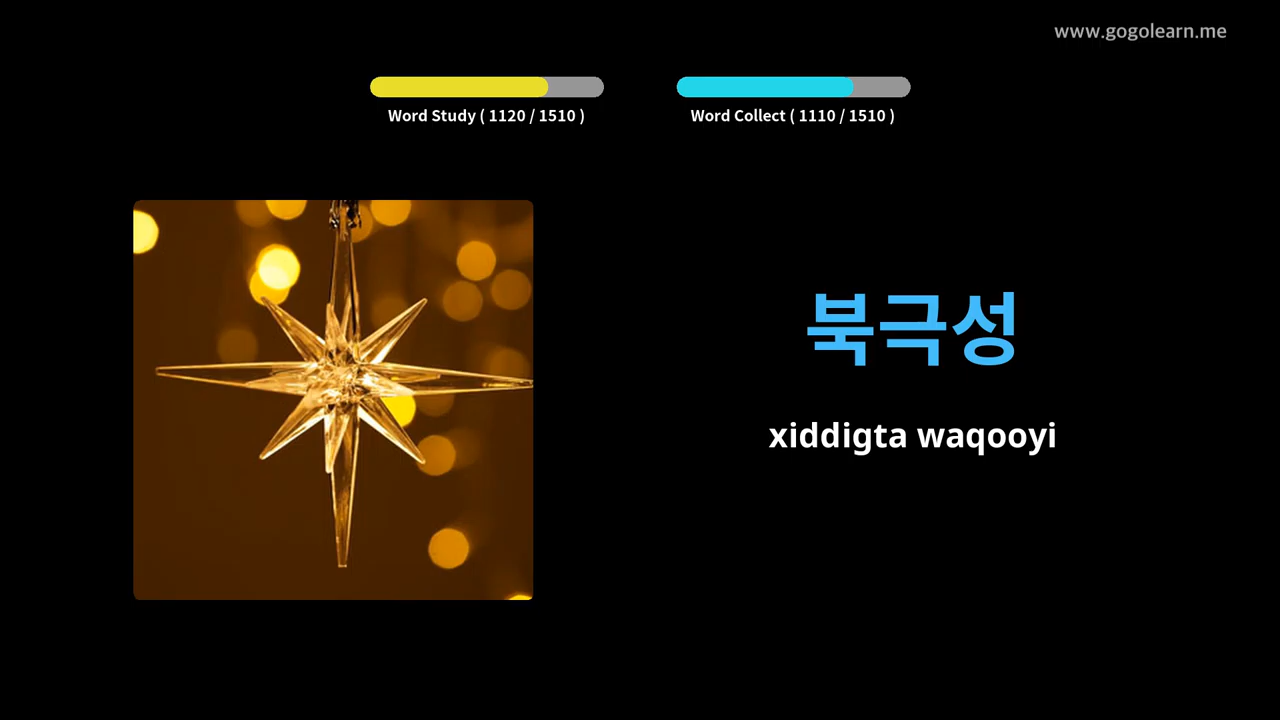 www.gogolearn.me
Word Study ( 1120 / 1510 )
Word Collect ( 1110 / 1510 )
북극성
xiddigta waqooyi